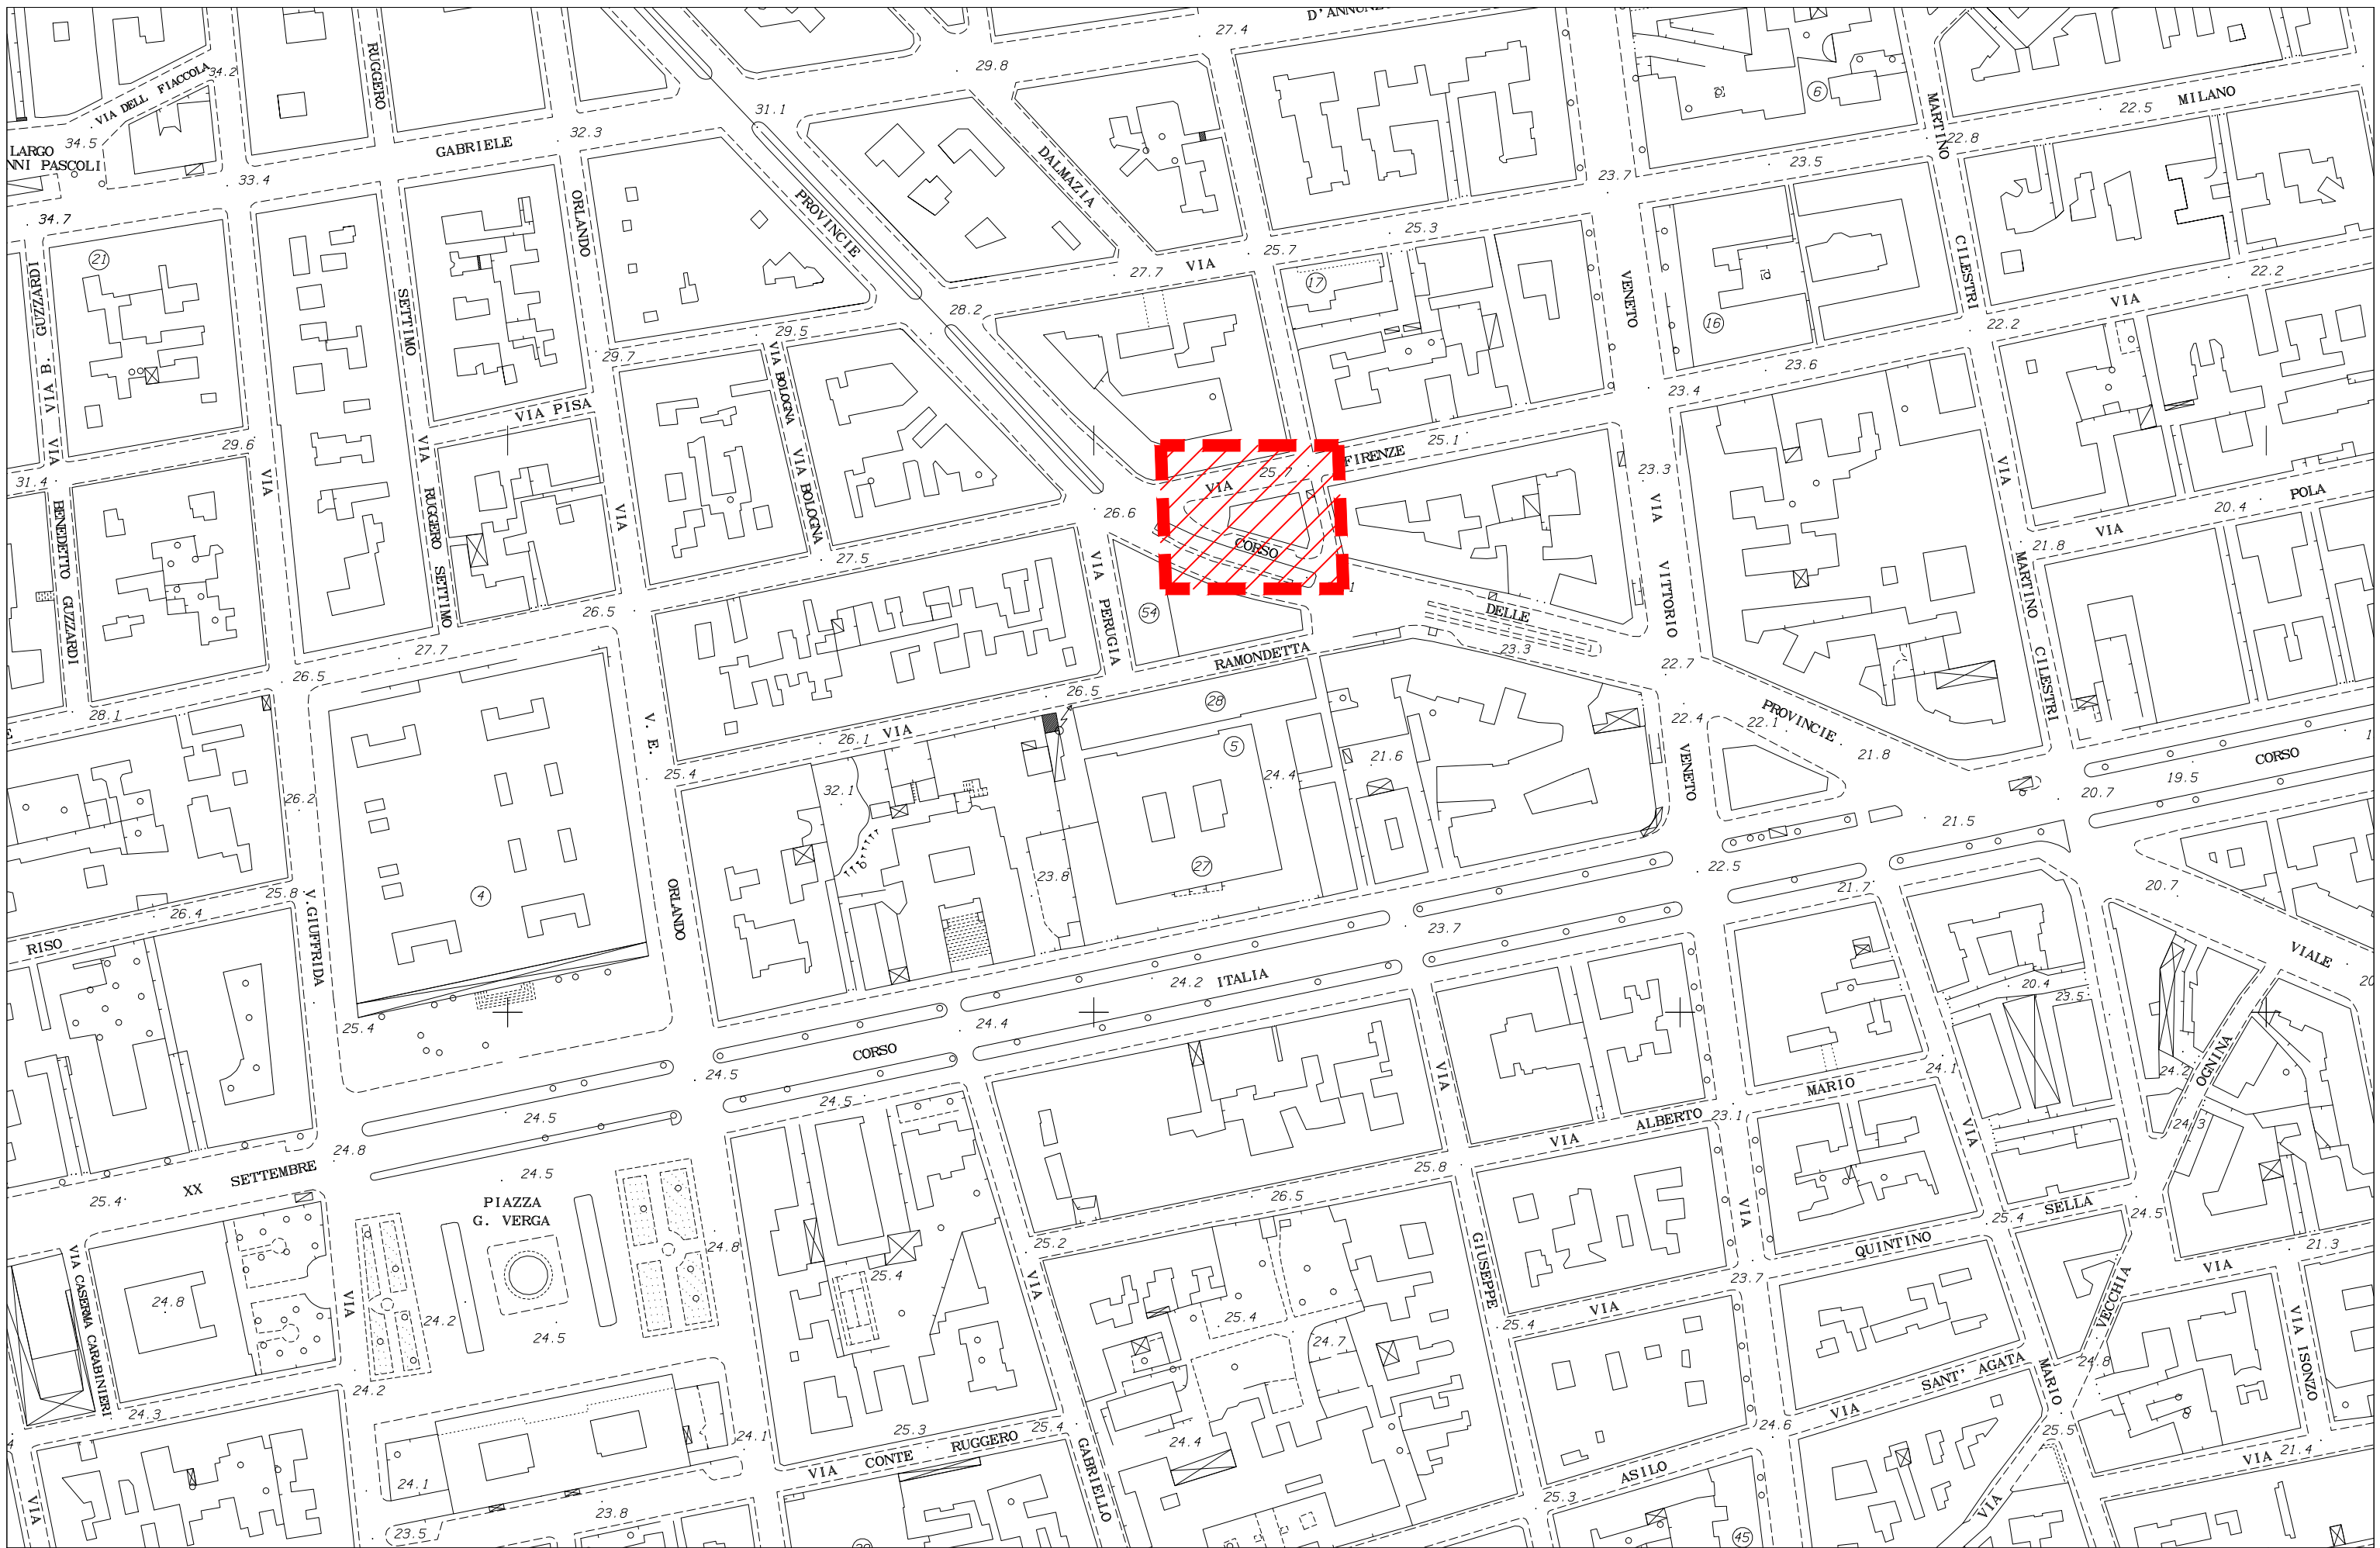 D'ANNUNZ
27.4
29.8
RUGGERO
VIA DELL FIACCOLA
34.2
31.1
6
MILANO
22.5
MARTINO
22.8
LARGO
NNI PASCOLI
34.5
GABRIELE
32.3
DALMAZIA
23.5
23.7
33.4
34.7
ORLANDO
PROVINCIE
25.3
25.7
CILESTRI
21
GUZZARDI
VIA
27.7
17
22.2
VENETO
VIA
SETTIMO
28.2
29.5
16
22.2
29.7
VIA B.
VIA BOLOGNA
23.6
23.4
VIA PISA
29.6
VIA
VIA
VIA
VIA BOLOGNA
25.1
FIRENZE
23.3
VIA
31.4
VIA
VIA
25.7
VIA
POLA
20.4
BENEDETTO GUZZARDI
RUGGERO SETTIMO
26.6
VIA
21.8
27.5
CORSO
VIA PERUGIA
VITTORIO
MARTINO CILESTRI
26.5
54
1
DELLE
27.7
RAMONDETTA
23.3
22.7
26.5
26.5
28
28.1
V. E.
26.1
VIA
5
22.4
PROVINCIE
22.1
21.8
E
25.4
24.4
21.6
VENETO
CORSO
19.5
1
26.2
32.1
20.7
21.5
27
23.8
22.5
21.7
20.7
25.8
4
26.4
RISO
V.GIUFFRIDA
ORLANDO
23.7
VIALE
24.2
ITALIA
20.4
23.5
20
25.4
24.4
CORSO
24.5
24.5
VIA
24.1
24.2
OGNINA
MARIO
24.5
24.8
ALBERTO
23.1
VIA
VIA
24.3
XX SETTEMBRE
24.5
25.8
25.4
PIAZZA
G. VERGA
26.5
VIA
SELLA
24.5
25.4
24.8
25.2
GIUSEPPE
QUINTINO
21.3
VIA
VIA CASERMA CARABINIERI
24.8
25.4
VIA
23.7
VIA
24.2
24.5
25.4
24.7
VIA
25.4
VECCHIA
VIA ISONZO
24.2
SANT' AGATA
MARIO
24.8
24.3
25.3
RUGGERO
25.4
VIA
24.6
25.5
4
24.1
VIA CONTE
GABRIELLO
24.4
ASILO
21.4
VIA
24.1
25.3
VIA
23.8
23.5
45
VIA